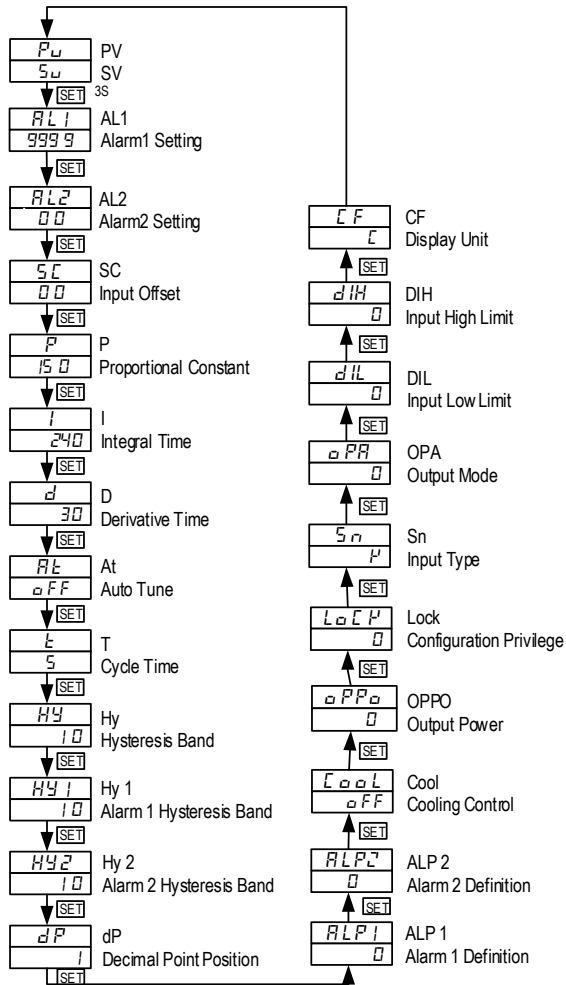 Pu PV
Su SV
SET 3S
AL1 AL1
9999 Alarm1 Setting
SET
AL2 AL2
00 Alarm2 Setting
SET
SC SC
00 Input Offset
SET
P P
150 Proportional Constant
SET
I I
240 Integral Time
SET
d D
30 Derivative Time
SET
At At
oFF Auto Tune
SET
t T
5 Cycle Time
SET
HY Hy
10 Hysteresis Band
SET
HY1 Hy 1
10 Alarm 1 Hysteresis Band
SET
HY2 Hy 2
10 Alarm 2 Hysteresis Band
SET
dP dP
1 Decimal Point Position
SET
CF CF
C Display Unit
SET
dIH DIH
0 Input High Limit
SET
dIL DIL
0 Input Low Limit
SET
oPA OPA
0 Output Mode
SET
Sn Sn
K Input Type
SET
LoCK Lock
0 Configuration Privilege
SET
oPPo OPPO
0 Output Power
SET
CooL Cool
oFF Cooling Control
SET
ALP2 ALP 2
0 Alarm 2 Definition
SET
ALP1 ALP 1
0 Alarm 1 Definition